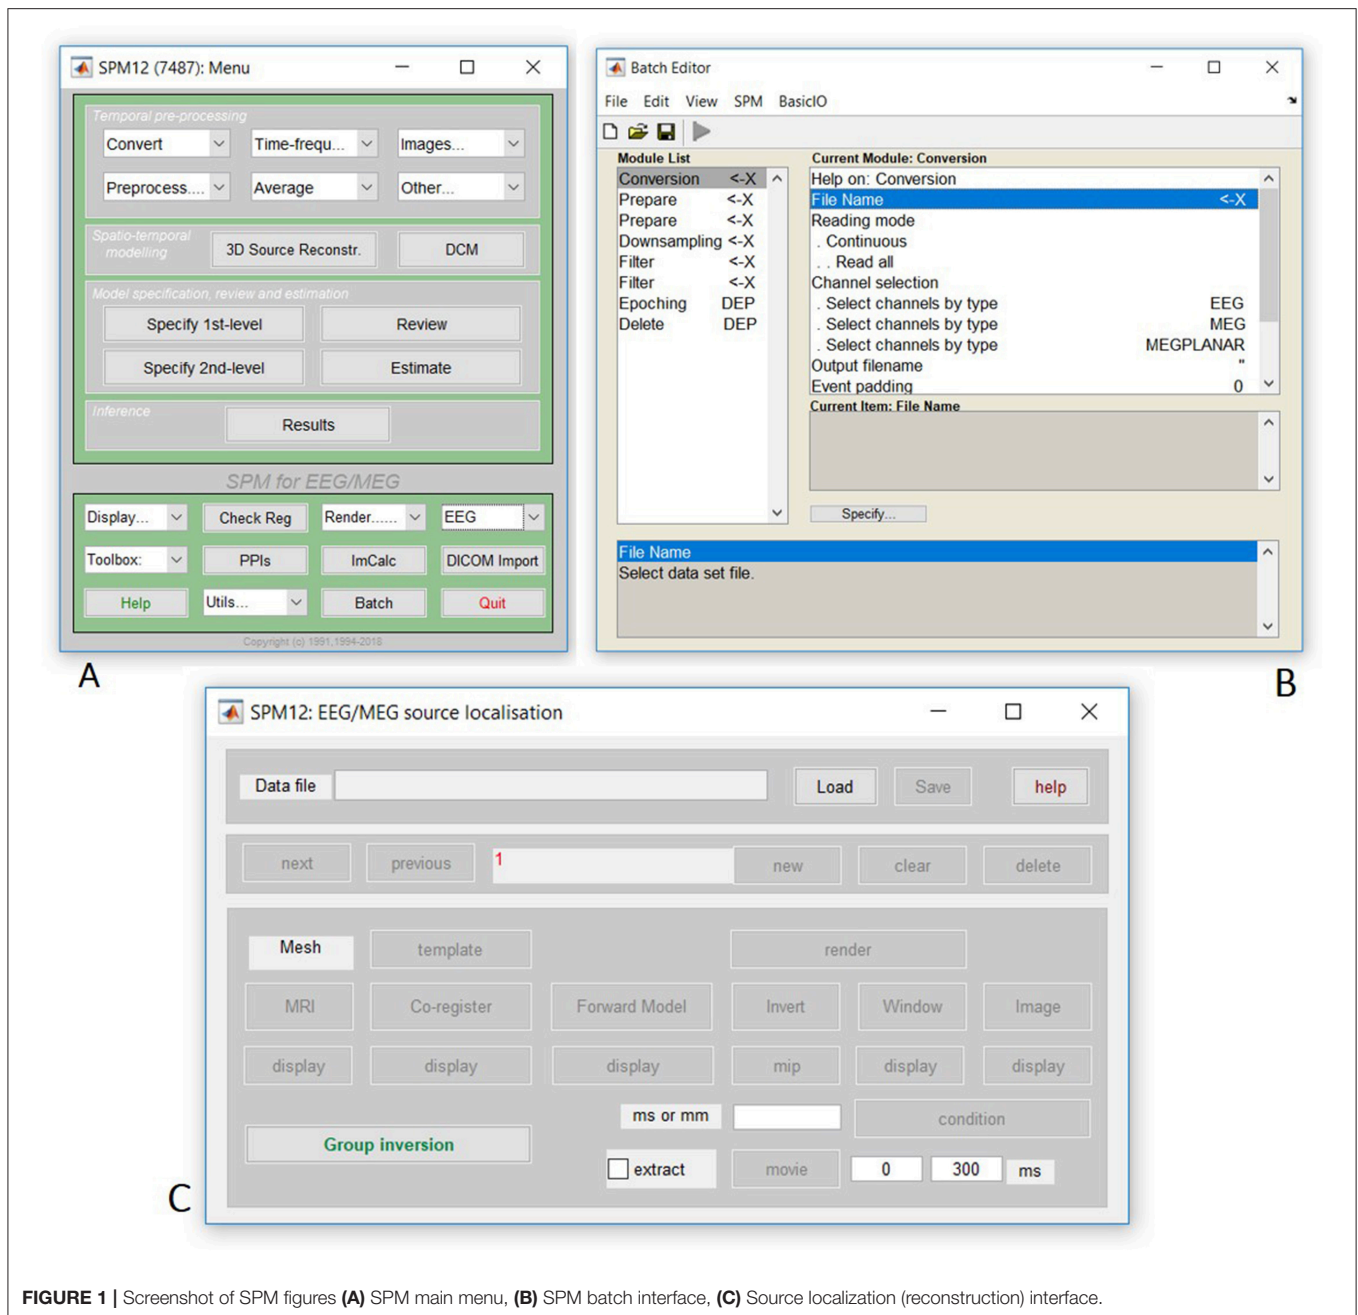 SPM12 (7487): Menu
Temporal pre-processing
Convert Time-frequ... Images...
Preprocess.... Average Other...
Spatio-temporal modelling
3D Source Reconstr. DCM
Model specification, review and estimation
Specify 1st-level Review
Specify 2nd-level Estimate
Inference
Results
SPM for EEG/MEG
Display... Check Reg Render...... EEG
Toolbox: PPIs ImCalc DICOM Import
Help Utils... Batch Quit
Copyright (c) 1991,1994-2018
A
Batch Editor
File Edit View SPM BasicIO
Module List
Conversion <-X
Prepare <-X
Prepare <-X
Downsampling <-X
Filter <-X
Filter <-X
Epoching DEP
Delete DEP
Current Module: Conversion
Help on: Conversion
File Name <-X
Reading mode
. Continuous
. . Read all
Channel selection
. Select channels by type EEG
. Select channels by type MEG
. Select channels by type MEGPLANAR
Output filename "
Event padding 0
Current Item: File Name
Specify...
File Name
Select data set file.
B
SPM12: EEG/MEG source localisation
Data file Load Save help
next previous 1 new clear delete
Mesh template render
MRI Co-register Forward Model Invert Window Image
display display display mip display display
ms or mm condition
Group inversion
extract movie 0 300 ms
C
FIGURE 1 | Screenshot of SPM figures (A) SPM main menu, (B) SPM batch interface, (C) Source localization (reconstruction) interface.